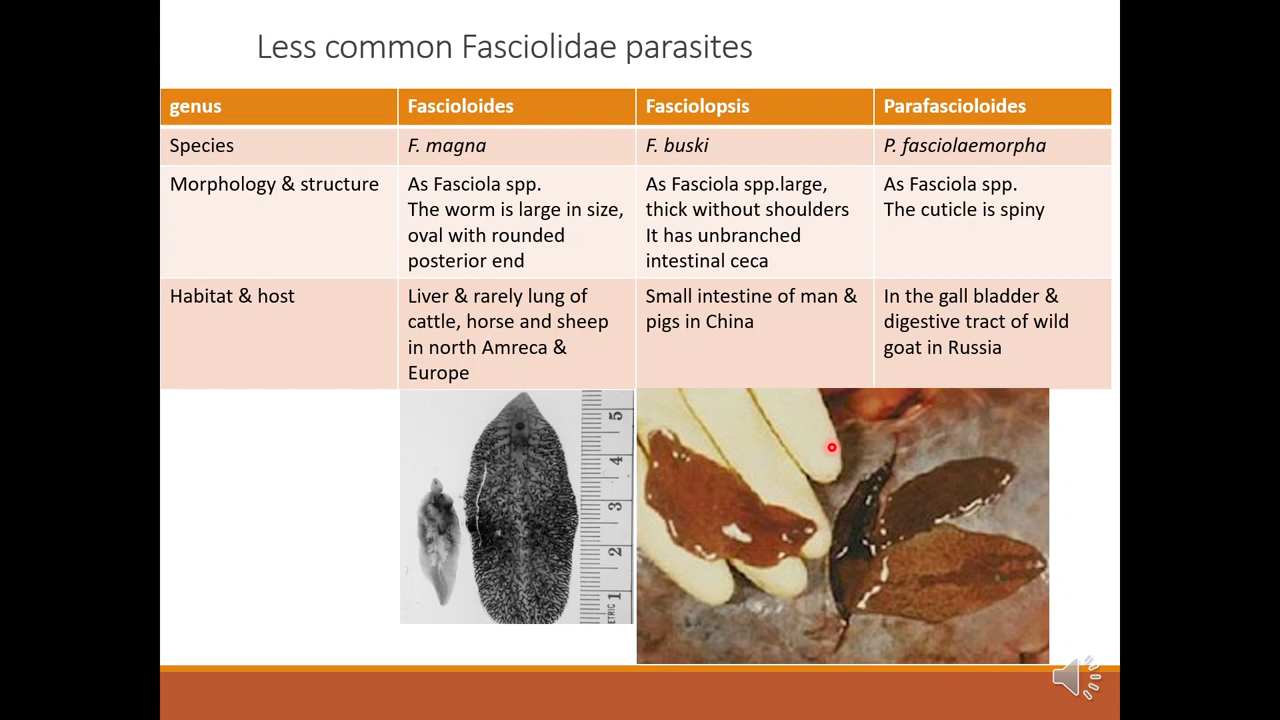 Less common Fasciolidae parasites
genus
Fascioloides
Fasciolopsis
Parafascioloides
Species
F. magna
F. buski
P. fasciolaemorpha
Morphology & structure
As Fasciola spp.
The worm is large in size,
oval with rounded
posterior end
As Fasciola spp.large,
thick without shoulders
It has unbranched
intestinal ceca
As Fasciola spp.
The cuticle is spiny
Habitat & host
Liver & rarely lung of
cattle, horse and sheep
in north Amreca &
Europe
Small intestine of man &
pigs in China
In the gall bladder &
digestive tract of wild
goat in Russia
5
4
3
2
1
ETRIC